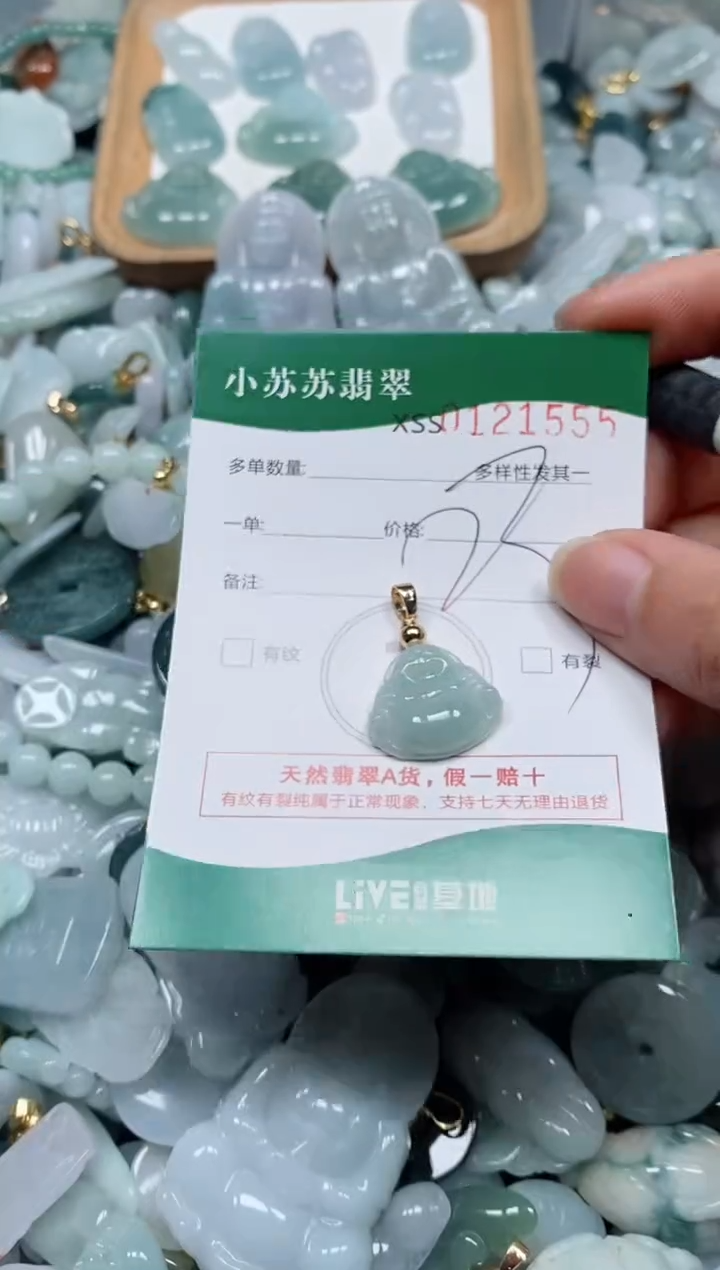 小苏苏翡翠
XSS0121555
多单数量: 多样性发其一
一单: 价格:
备注:
有纹 有裂
天然翡翠A货，假一赔十
有纹有裂纯属于正常现象．支持七天无理由退货
LiVE 基地